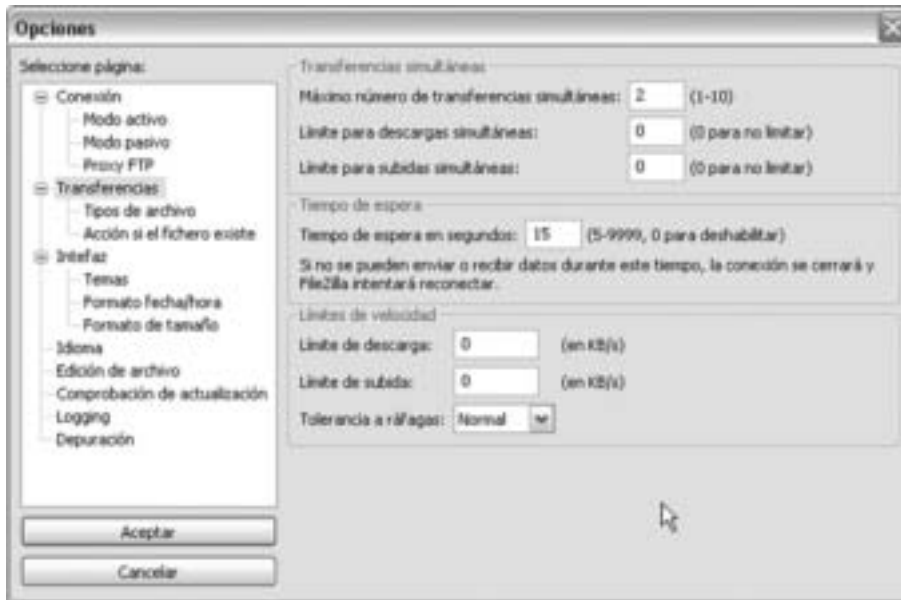 Opciones
Seleccione página:
Conexión
Modo activo
Modo pasivo
Proxy FTP
Transferencias
Tipos de archivo
Acción si el fichero existe
Intefaz
Temas
Formato fecha/hora
Formato de tamaño
Idioma
Edición de archivo
Comprobación de actualización
Logging
Depuración
Aceptar
Cancelar
Transferencias simultáneas
Máximo número de transferencias simultáneas: 2 (1-10)
Límite para descargas simultáneas: 0 (0 para no limitar)
Límite para subidas simultáneas: 0 (0 para no limitar)
Tiempo de espera
Tiempo de espera en segundos: 15 (5-9999, 0 para deshabilitar)
Si no se pueden enviar o recibir datos durante este tiempo, la conexión se cerrará y
FileZilla intentará reconectar.
Límites de velocidad
Límite de descarga: 0 (en KB/s)
Límite de subida: 0 (en KB/s)
Tolerancia a ráfagas: Normal